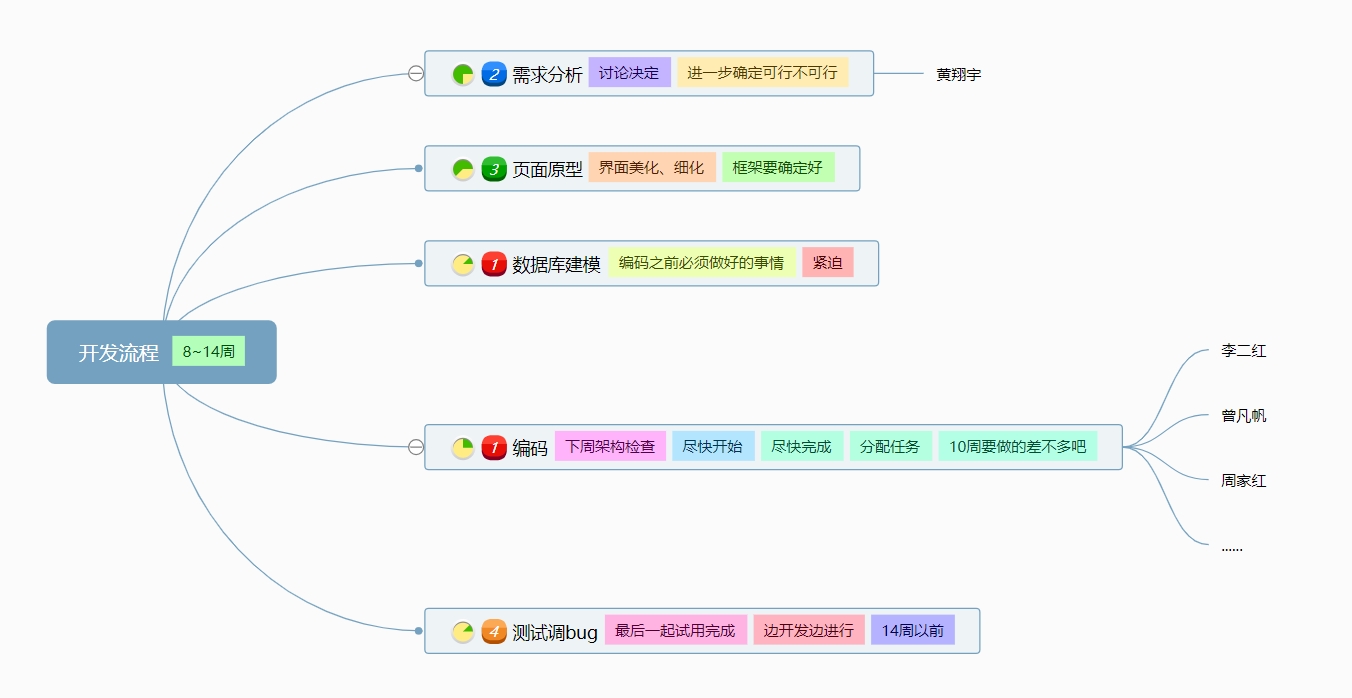 2 需求分析 讨论决定 进一步确定可行不可行
黄翔宇
3 页面原型 界面美化、细化 框架要确定好
1 数据库建模 编码之前必须做好的事情 紧迫
开发流程 8~14周
李二红
曾凡帆
1 编码 下周架构检查 尽快开始 尽快完成 分配任务 10周要做的差不多吧
周家红
......
4 测试调bug 最后一起试用完成 边开发边进行 14周以前